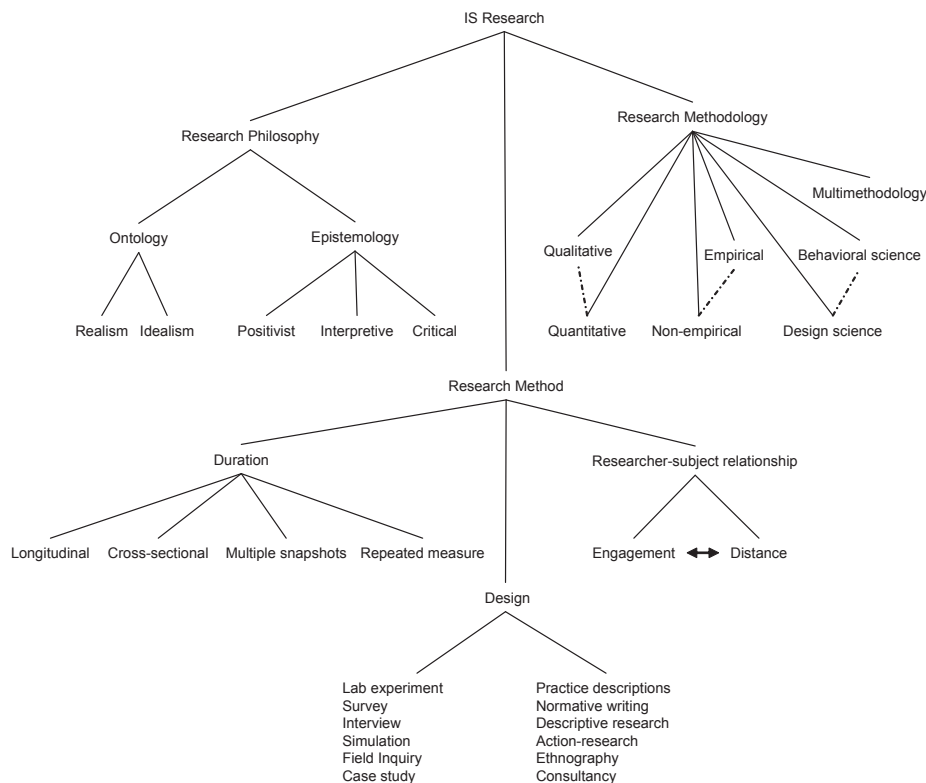 IS Research
Research Philosophy
Research Methodology
Multimethodology
Ontology
Epistemology
Qualitative
Empirical
Behavioral science
Realism
Idealism
Positivist
Interpretive
Critical
Quantitative
Non-empirical
Design science
Research Method
Duration
Researcher-subject relationship
Longitudinal
Cross-sectional
Multiple snapshots
Repeated measure
Engagement
Distance
Design
Lab experiment
Survey
Interview
Simulation
Field Inquiry
Case study
Practice descriptions
Normative writing
Descriptive research
Action-research
Ethnography
Consultancy